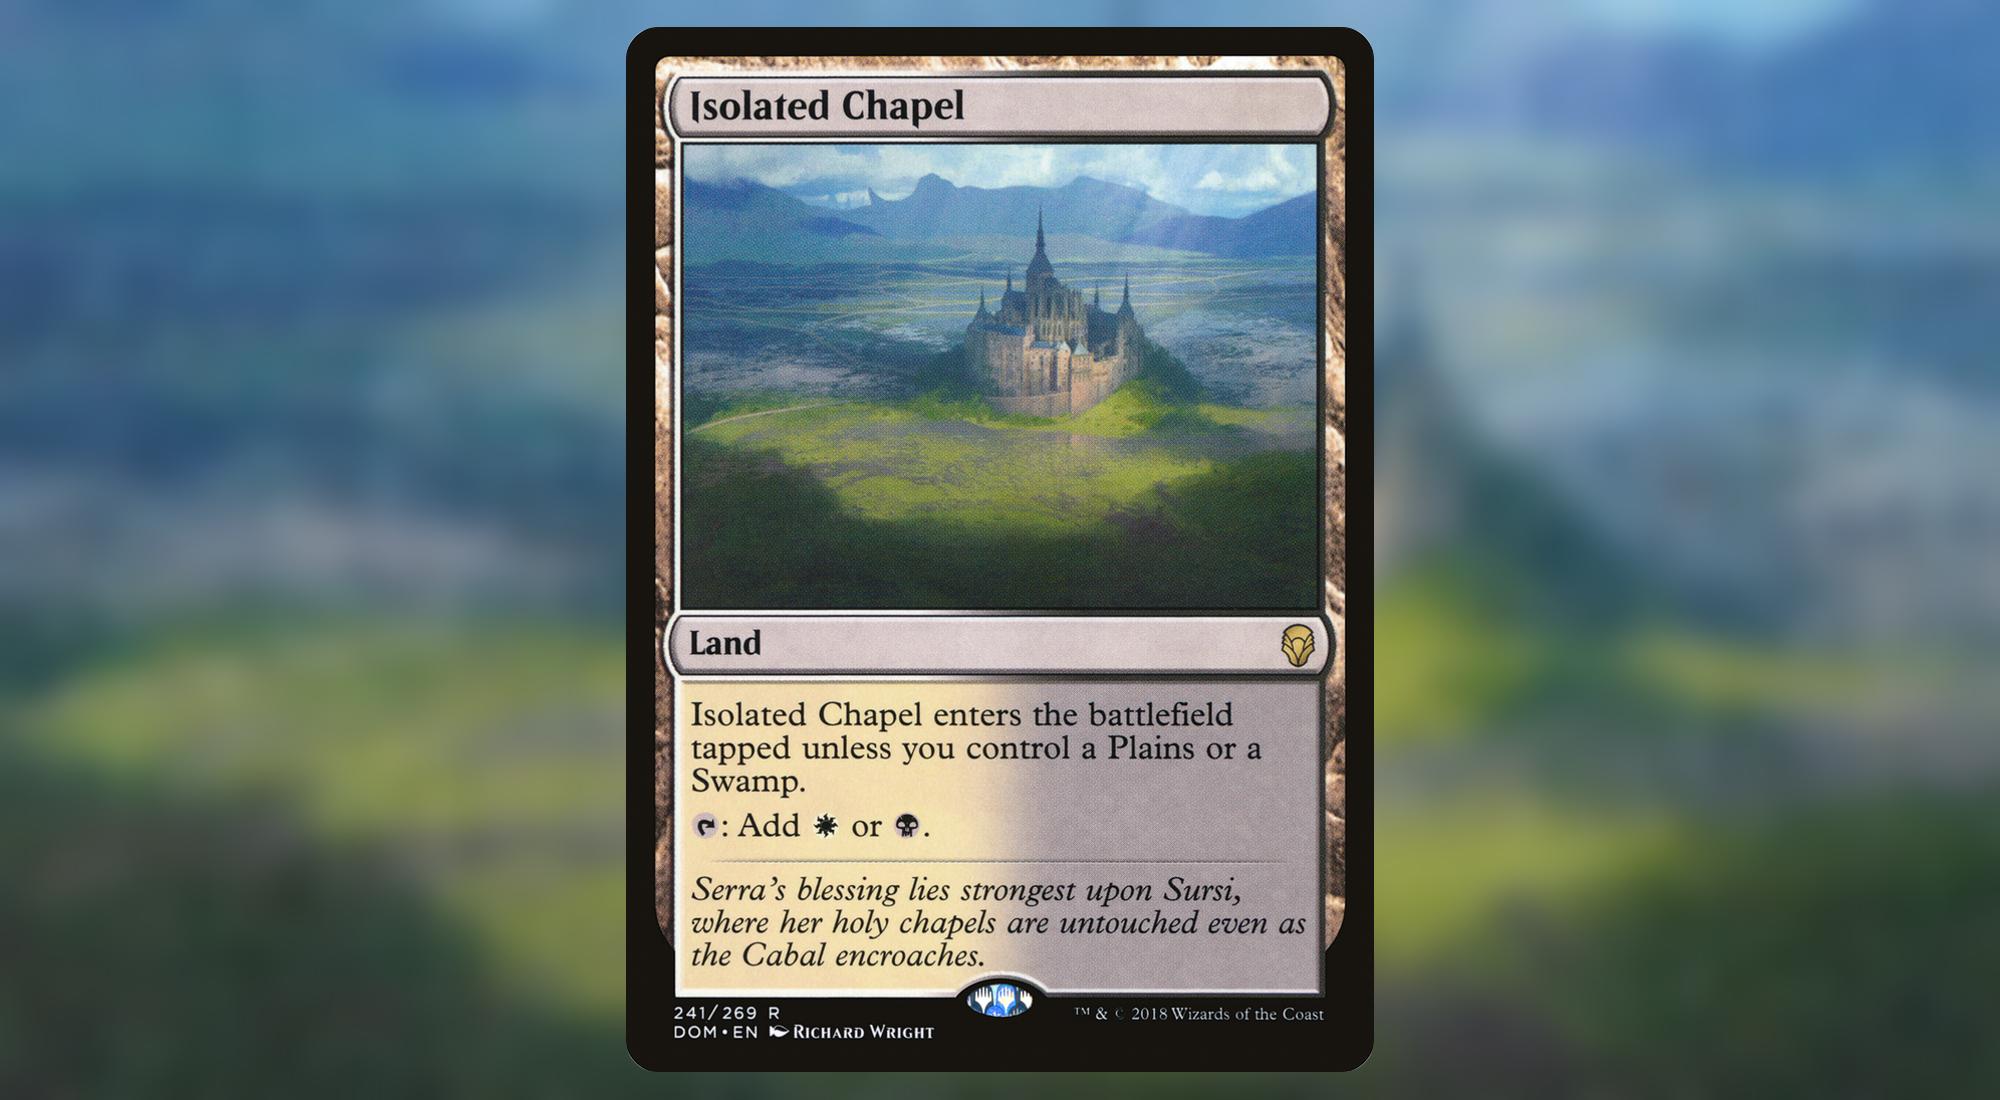 Isolated Chapel
Land
Isolated Chapel enters the battlefield
tapped unless you control a Plains or a
Swamp.
: Add or .
Serra's blessing lies strongest upon Sursi,
where her holy chapels are untouched even as
the Cabal encroaches.
241/269 R
DOM • EN RICHARD WRIGHT
™ & © 2018 Wizards of the Coast